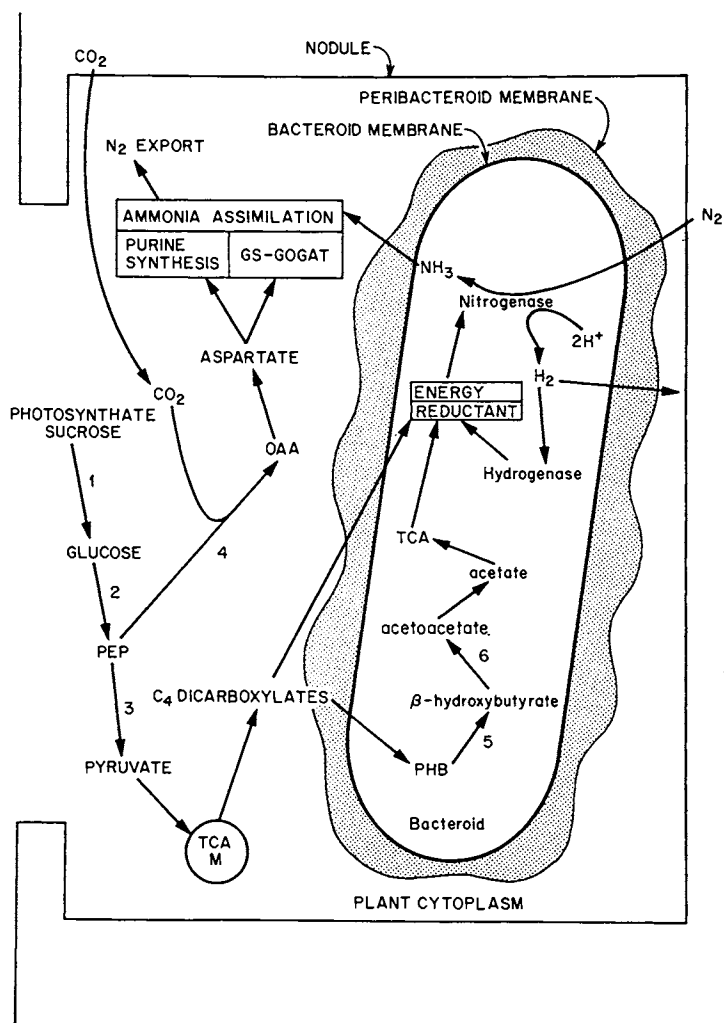 CO2
NODULE
PERIBACTEROID MEMBRANE
BACTEROID MEMBRANE
N2 EXPORT
AMMONIA ASSIMILATION
PURINE
SYNTHESIS
GS-GOGAT
N2
NH3
Nitrogenase
2H+
ASPARTATE
H2
CO2
ENERGY
REDUCTANT
PHOTOSYNTHATE
SUCROSE
OAA
Hydrogenase
1
TCA
GLUCOSE
4
acetate
2
acetoacetate
PEP
6
C4 DICARBOXYLATES
β-hydroxybutyrate
3
5
PYRUVATE
PHB
TCA
M
Bacteroid
PLANT CYTOPLASM